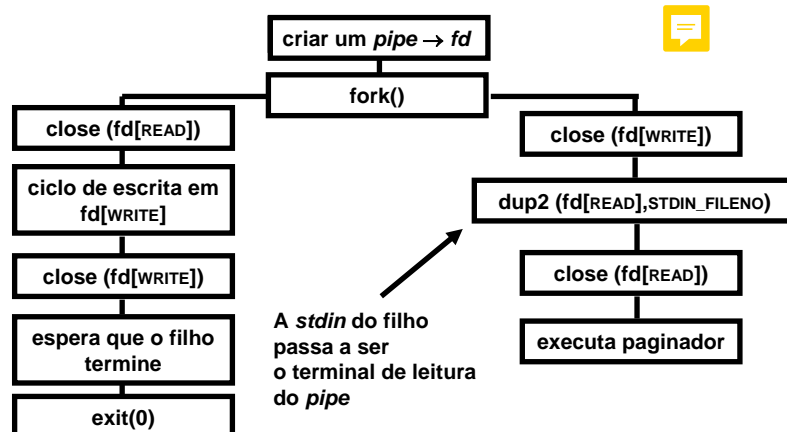 criar um pipe → fd
fork()
close (fd[READ])
ciclo de escrita em
fd[WRITE]
close (fd[WRITE])
espera que o filho
termine
exit(0)
close (fd[WRITE])
dup2 (fd[READ],STDIN_FILENO)
close (fd[READ])
executa paginador
A stdin do filho
passa a ser
o terminal de leitura
do pipe